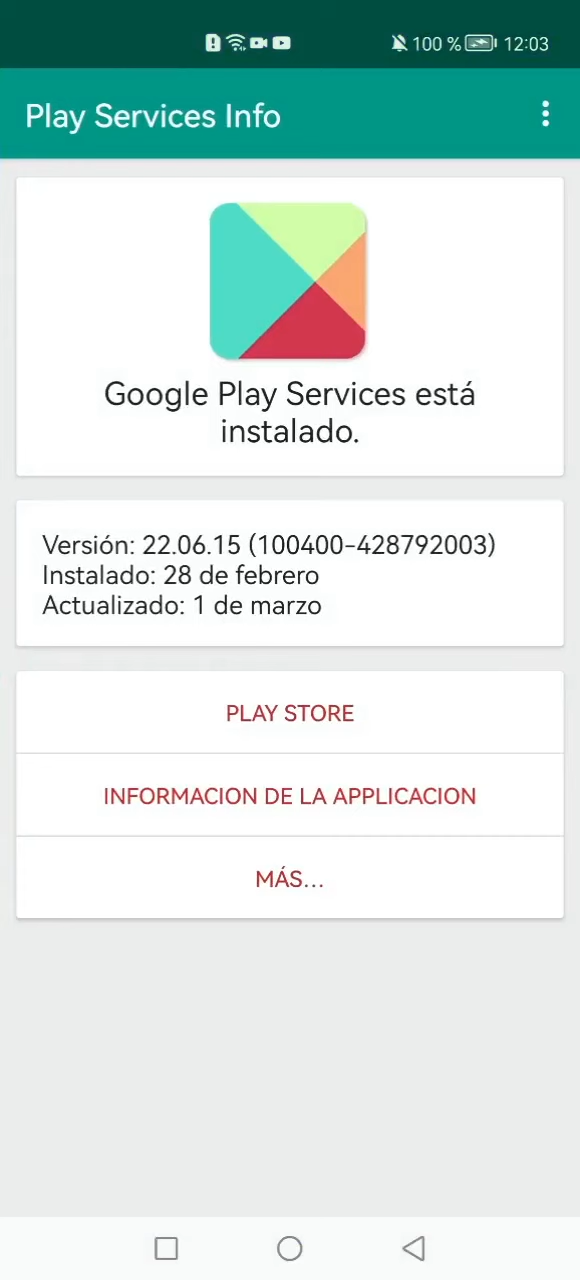 100 % 12:03
Play Services Info
Google Play Services está
instalado.
Versión: 22.06.15 (100400-428792003)
Instalado: 28 de febrero
Actualizado: 1 de marzo
PLAY STORE
INFORMACION DE LA APPLICACION
MÁS...